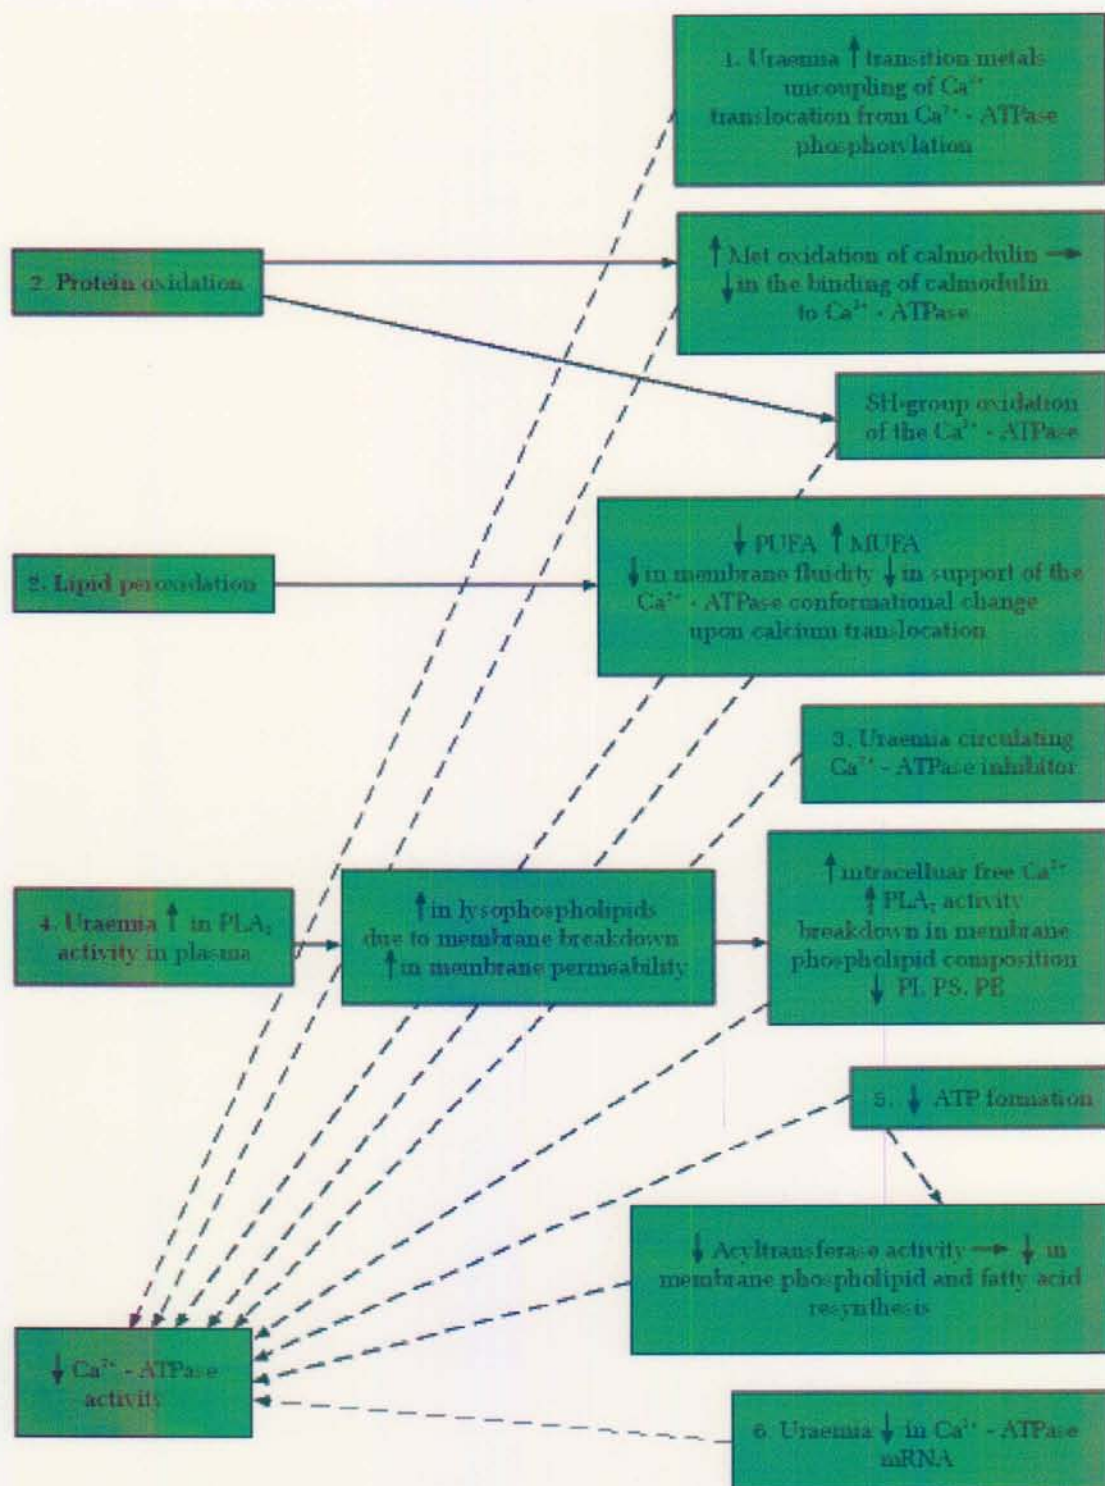 1. Uraemia ↑ transition metals
uncoupling of Ca²⁺
translocation from Ca²⁺ - ATPase
phosphorylation
2. Protein oxidation
↑ Met oxidation of calmodulin →
↓ in the binding of calmodulin
to Ca²⁺ - ATPase
SH-group oxidation
of the Ca²⁺ - ATPase
2. Lipid peroxidation
↓ PUFA ↑ MUFA
↓ in membrane fluidity ↓ in support of the
Ca²⁺ - ATPase conformational change
upon calcium translocation
3. Uraemia circulating
Ca²⁺ - ATPase inhibitor
4. Uraemia ↑ in PLA₂
activity in plasma
↑ in lysophospholipids
due to membrane breakdown
↑ in membrane permeability
↑ intracelluar free Ca²⁺
↑ PLA₂ activity
breakdown in membrane
phospholipid composition
↓ PI, PS, PE
5. ↓ ATP formation
↓ Acyltransferase activity → ↓ in
membrane phospholipid and fatty acid
resynthesis
↓ Ca²⁺ - ATPase
activity
6. Uraemia ↓ in Ca²⁺ - ATPase
mRNA